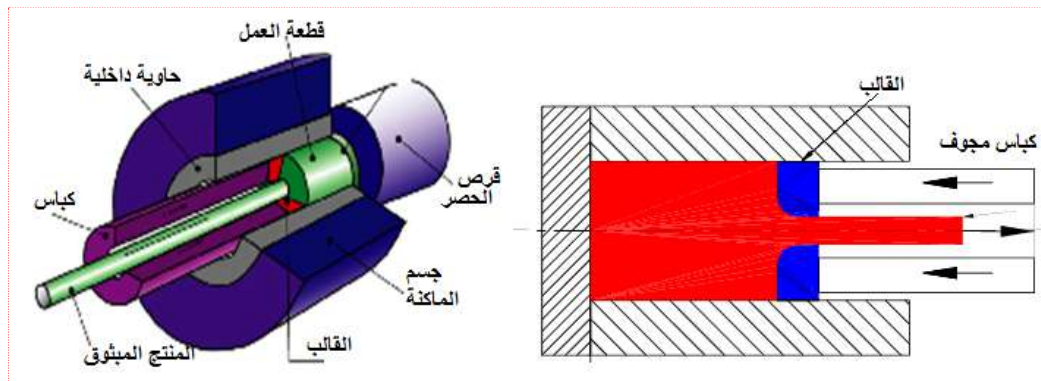 قطعة العمل
حاوية داخلية
قرص
الحصر
كباس
جسم
الماكنة
القالب
المنتج المبثوق
القالب
كباس مجوف